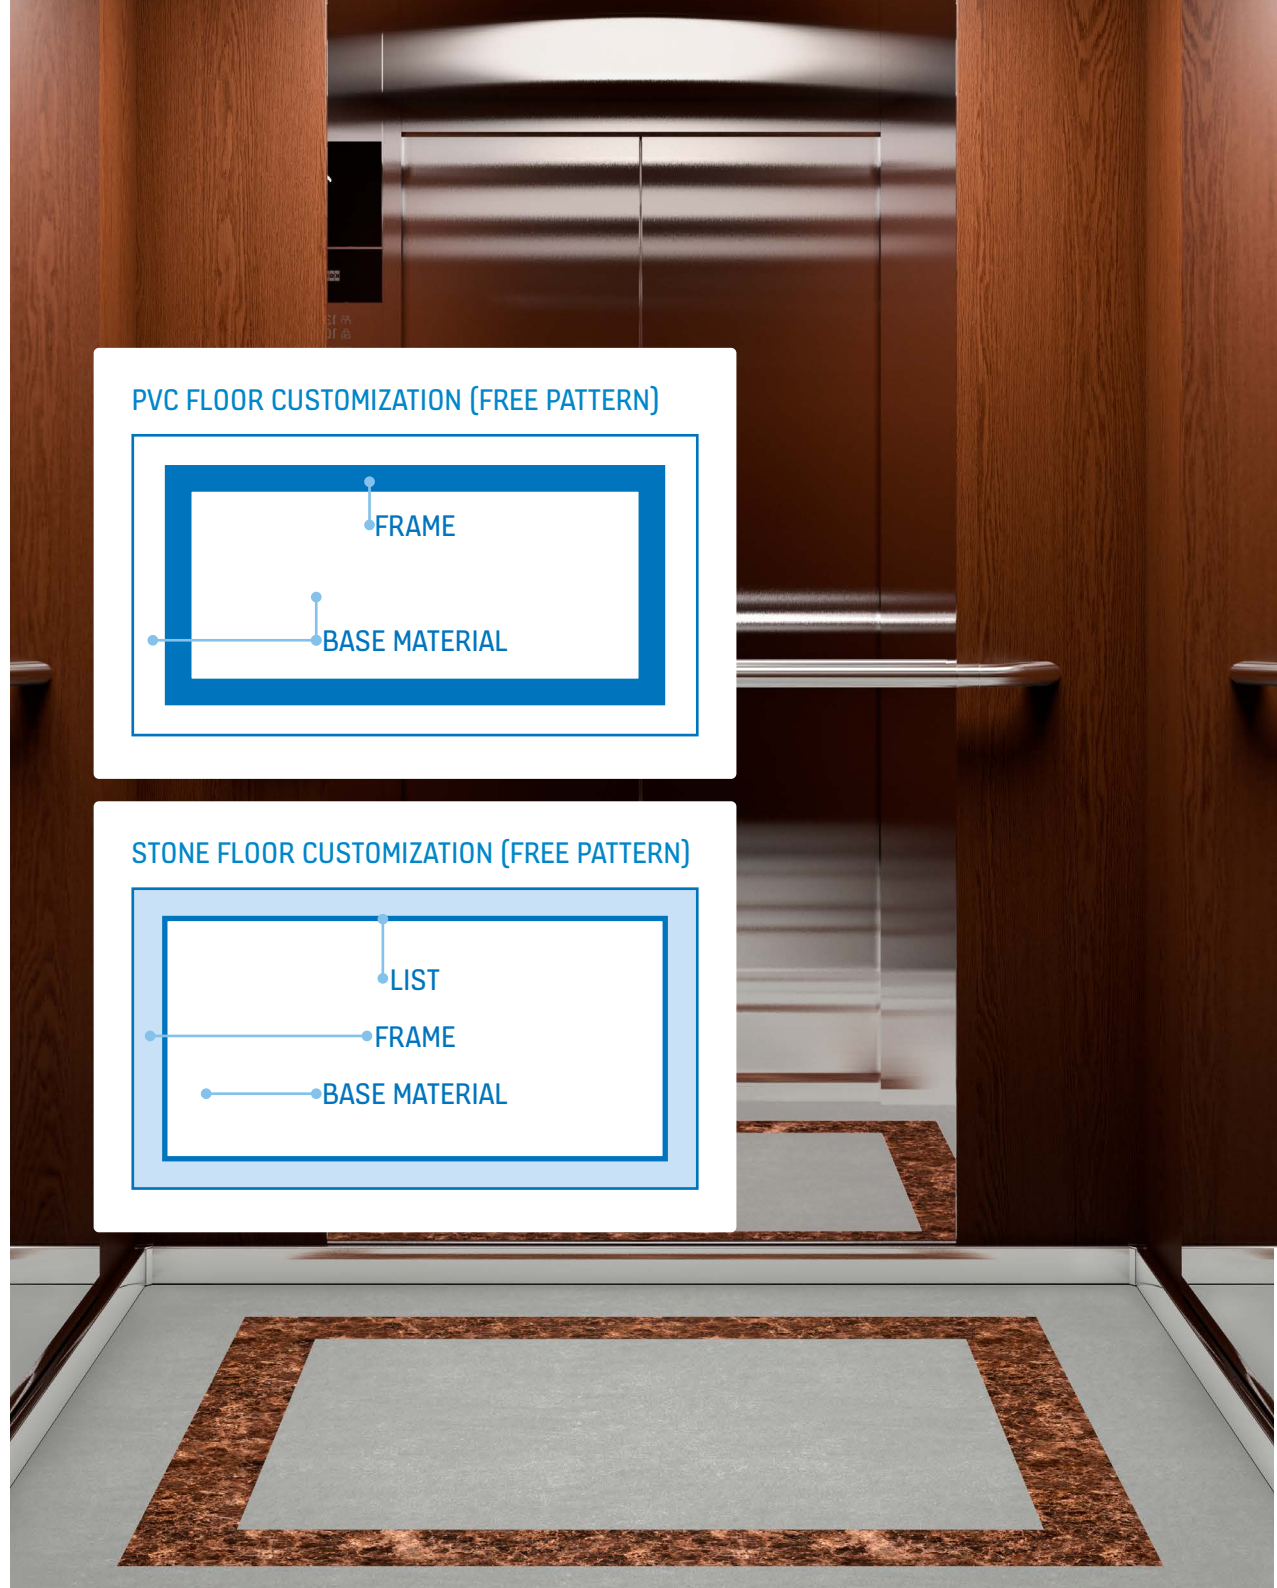 PVC FLOOR CUSTOMIZATION (FREE PATTERN)
FRAME
BASE MATERIAL
STONE FLOOR CUSTOMIZATION (FREE PATTERN)
LIST
FRAME
BASE MATERIAL